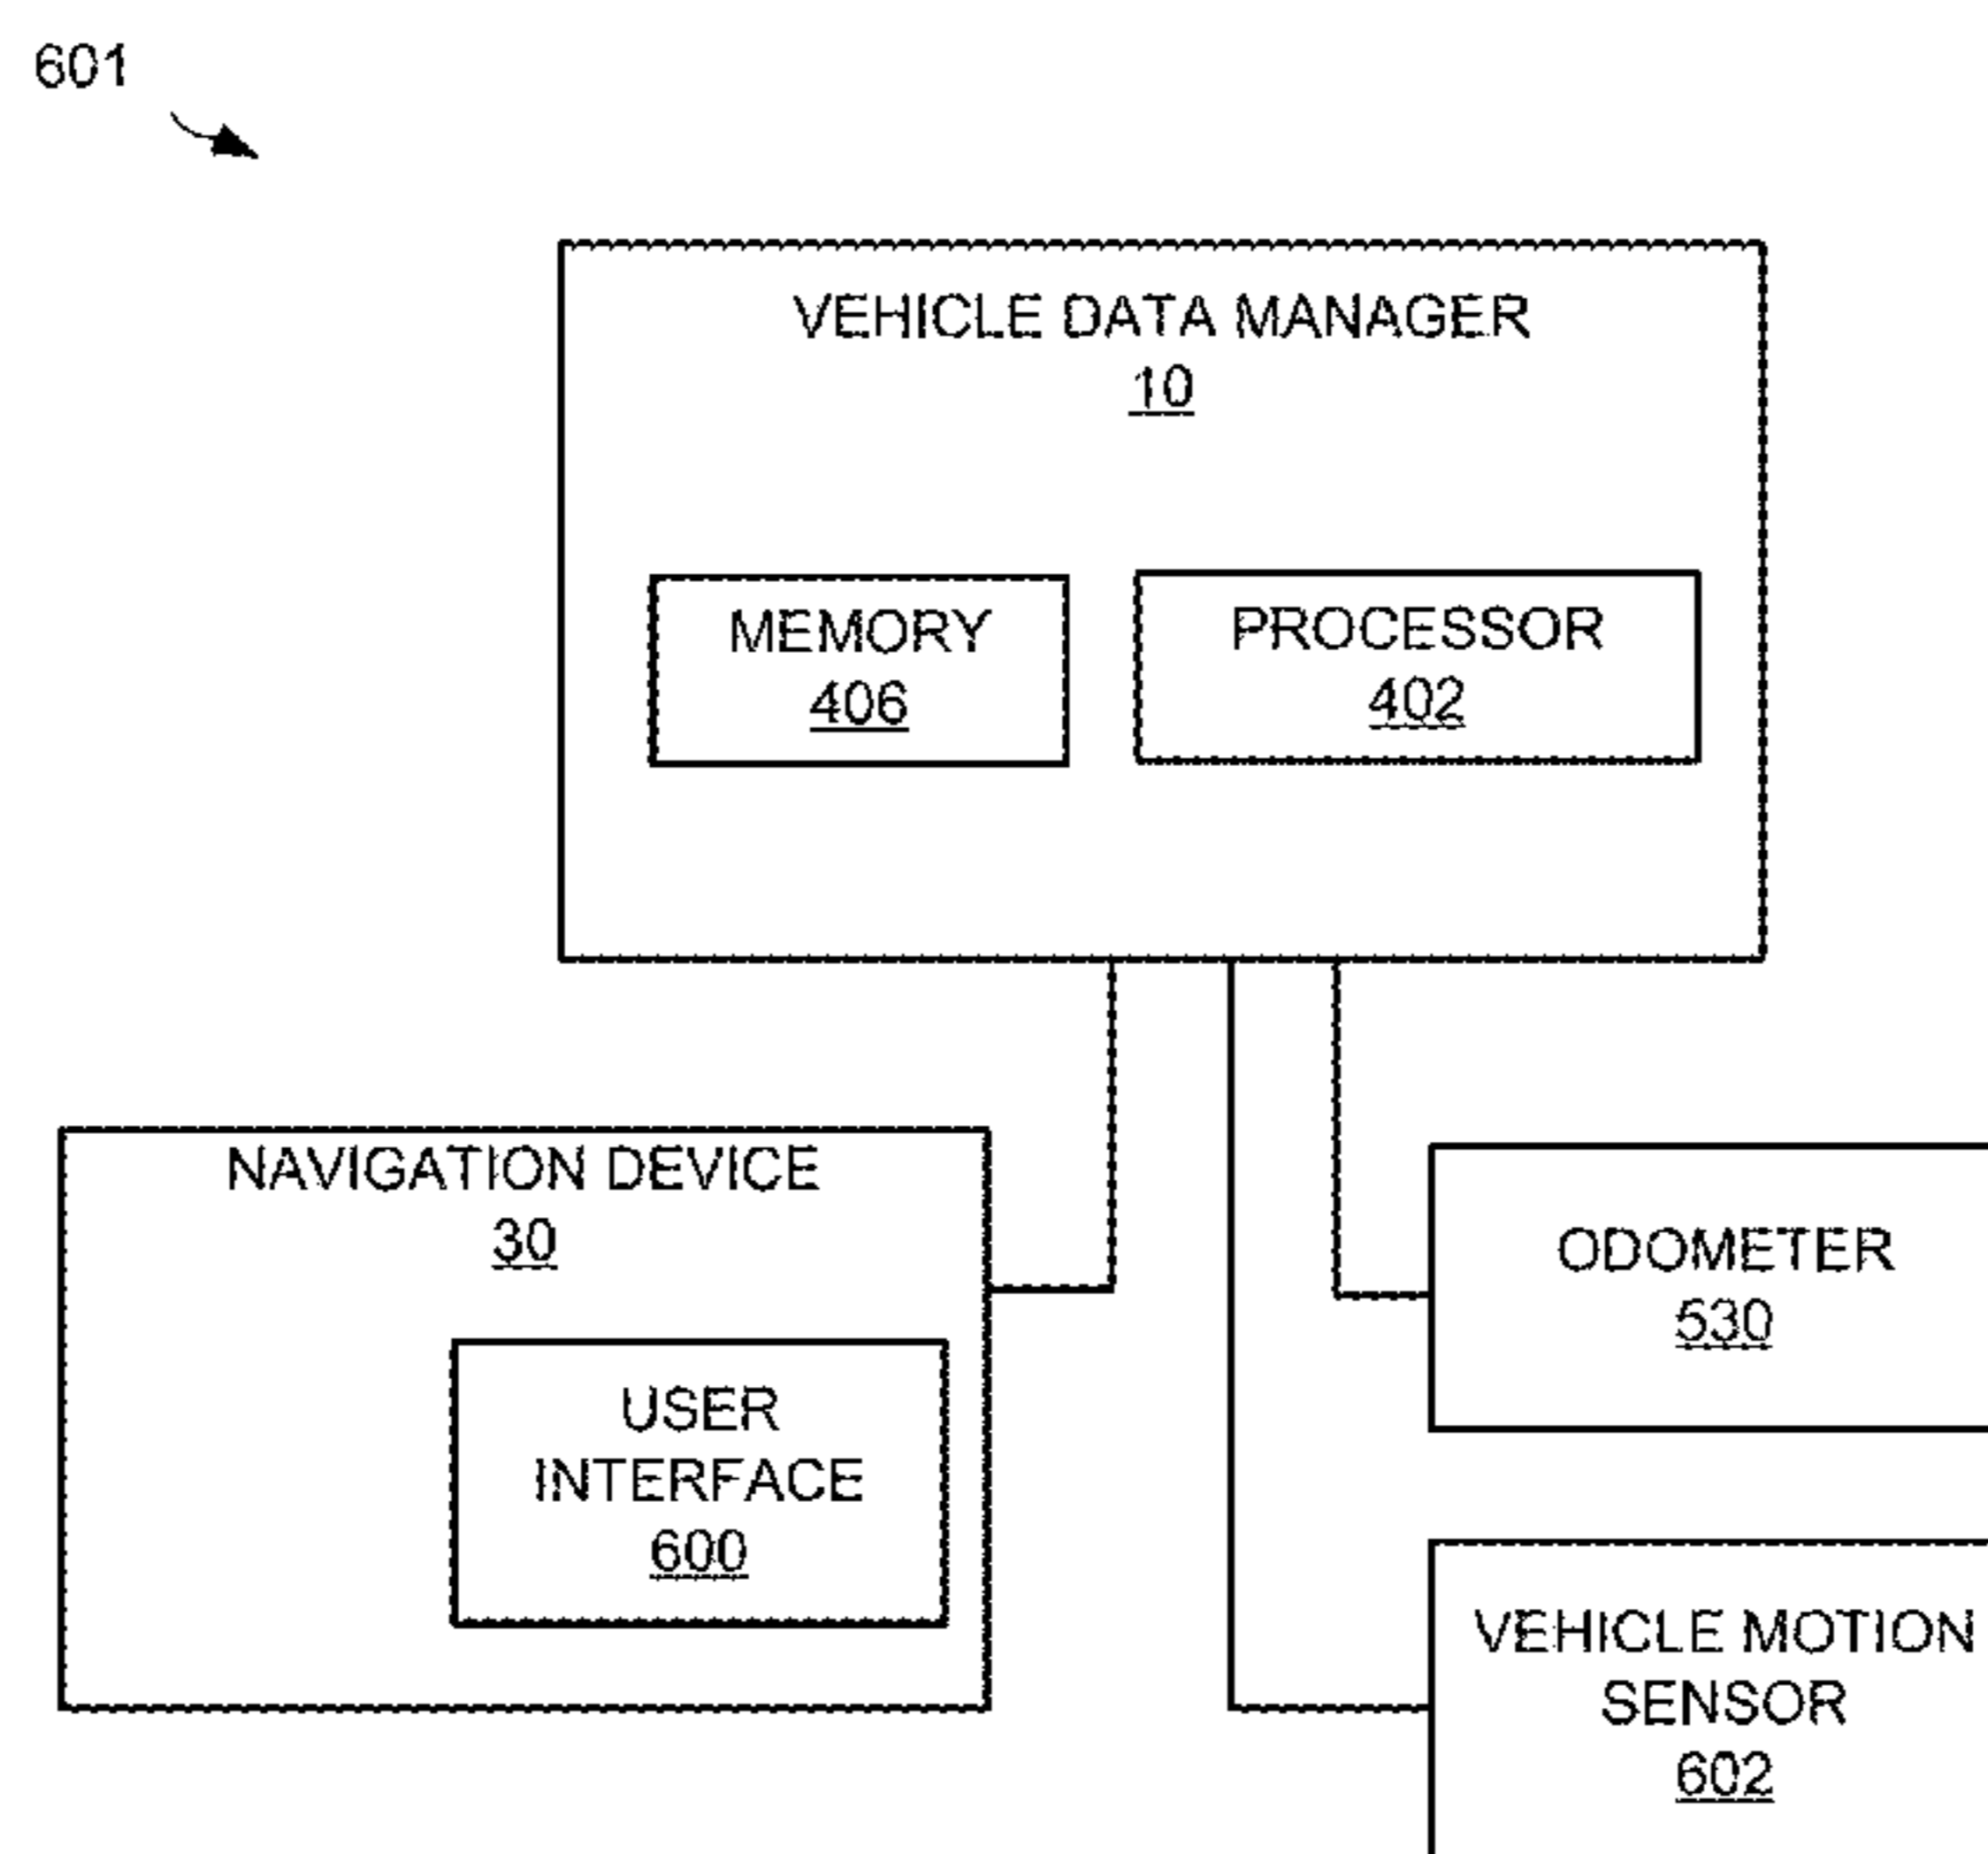 601
VEHICLE DATA MANAGER
10
MEMORY
406
PROCESSOR
402
NAVIGATION DEVICE
30
USER
INTERFACE
600
ODOMETER
530
VEHICLE MOTION
SENSOR
602